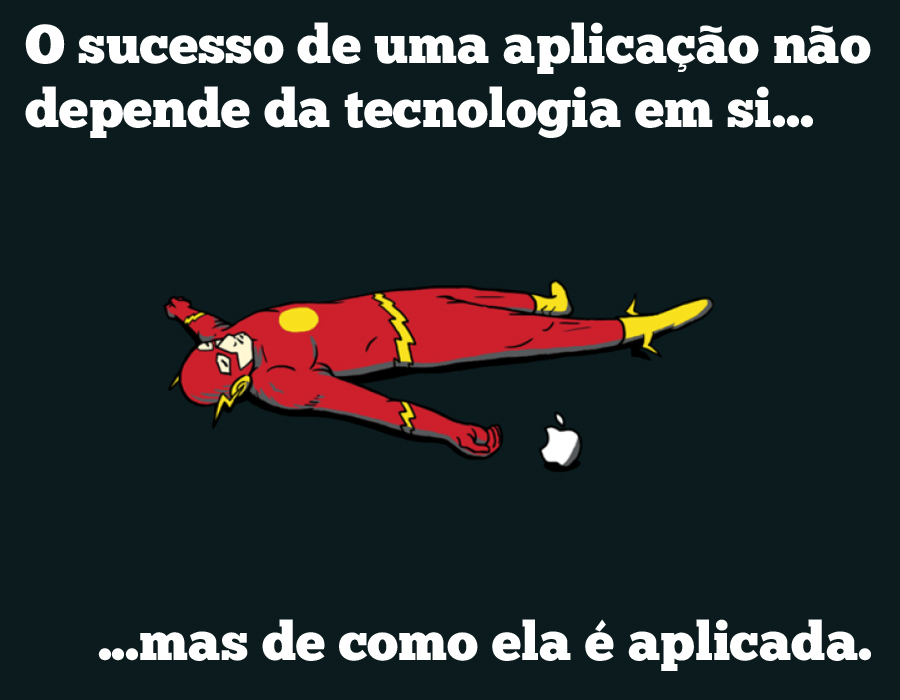 O sucesso de uma aplicação não
depende da tecnologia em si...
...mas de como ela é aplicada.